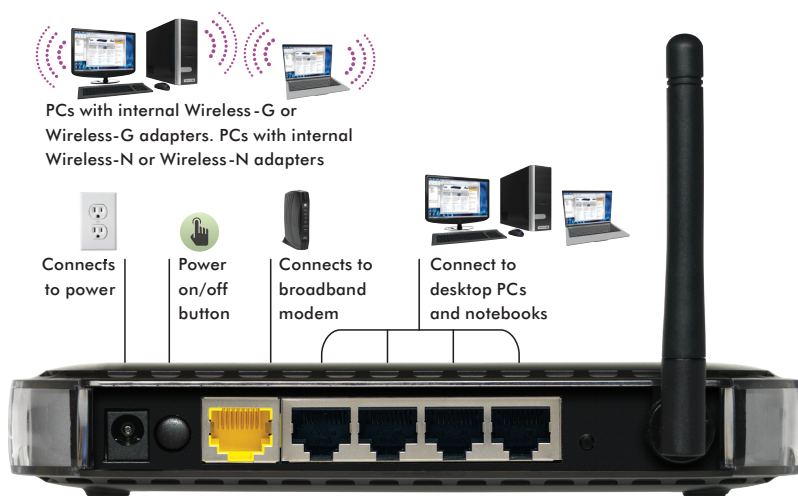 PCs with internal Wireless-G or
Wireless-G adapters. PCs with internal
Wireless-N or Wireless-N adapters
Connects
to power
Power
on/off
button
Connects to
broadband
modem
Connect to
desktop PCs
and notebooks